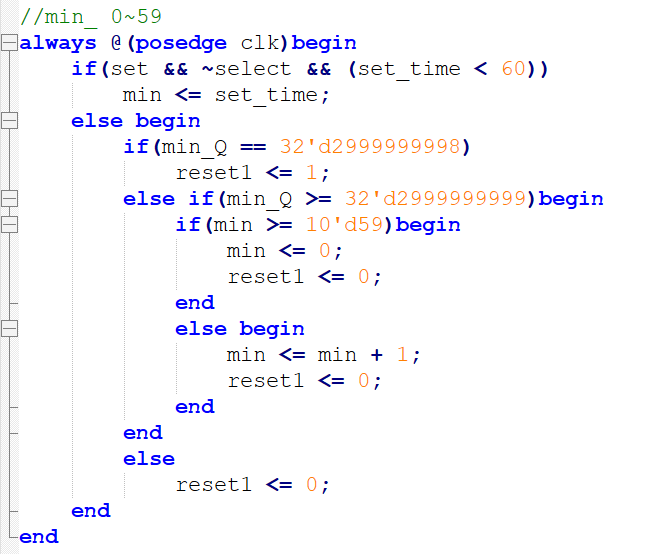 //min_ 0~59
always @(posedge clk)begin
if(set && ~select && (set_time < 60))
min <= set_time;
else begin
if(min_Q == 32'd2999999998)
reset1 <= 1;
else if(min_Q >= 32'd2999999999)begin
if(min >= 10'd59)begin
min <= 0;
reset1 <= 0;
end
else begin
min <= min + 1;
reset1 <= 0;
end
end
else
reset1 <= 0;
end
end